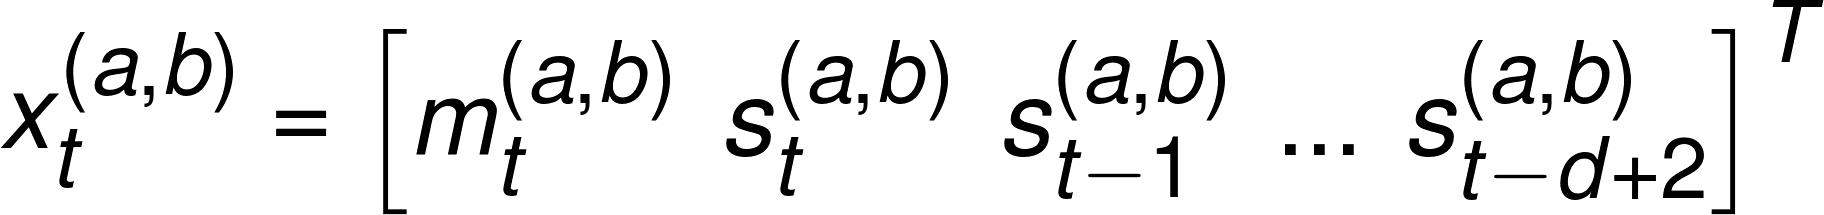 x_t^{(a,b)} = [m_t^{(a,b)} s_t^{(a,b)} s_{t-1}^{(a,b)} ... s_{t-d+2}^{(a,b)}]^T